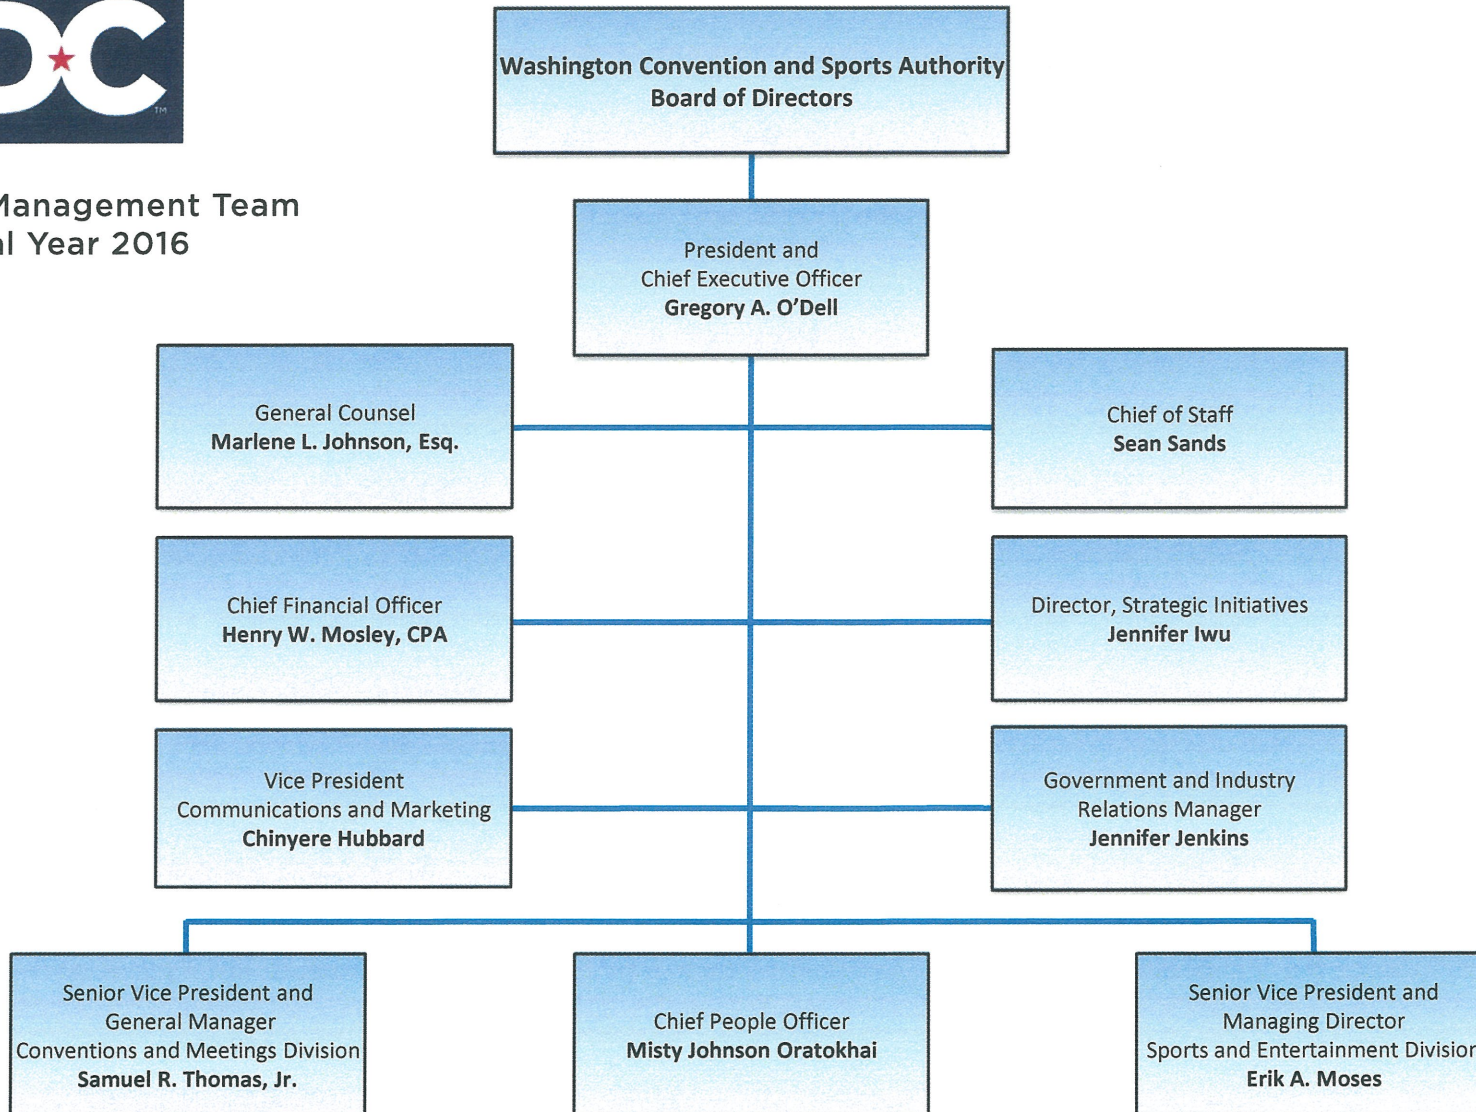 DC
TM
Washington Convention and Sports Authority
Board of Directors
Management Team
Year 2016
President and
Chief Executive Officer
Gregory A. O'Dell
General Counsel
Marlene L. Johnson, Esq.
Chief of Staff
Sean Sands
Chief Financial Officer
Henry W. Mosley, CPA
Director, Strategic Initiatives
Jennifer Iwu
Vice President
Communications and Marketing
Chinyere Hubbard
Government and Industry
Relations Manager
Jennifer Jenkins
Senior Vice President and
General Manager
Conventions and Meetings Division
Samuel R. Thomas, Jr.
Chief People Officer
Misty Johnson Oratokhai
Senior Vice President and
Managing Director
Sports and Entertainment Division
Erik A. Moses